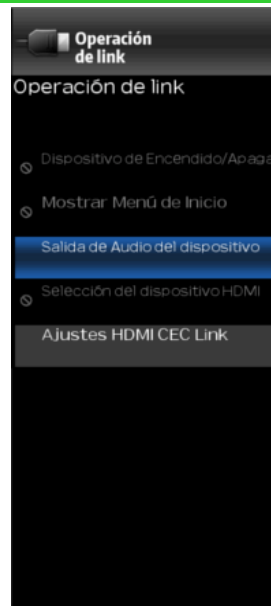 Operación
de link
Operación de link
Dispositivo de Encendido/Apaga
Mostrar Menú de Inicio
Salida de Audio del dispositivo
Selección del dispositivo HDMI
Ajustes HDMI CEC Link